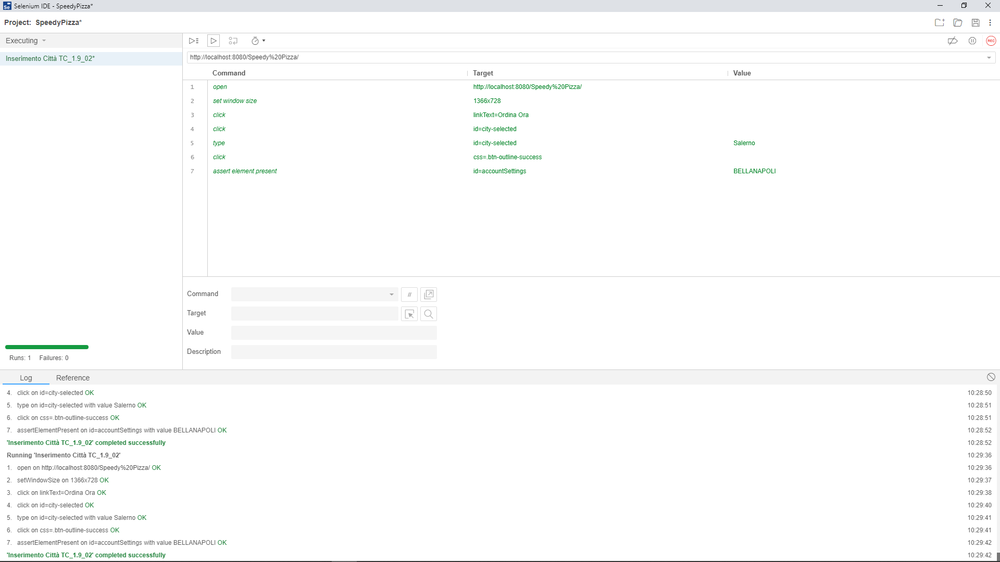 Selenium IDE - SpeedyPizza*
Project: SpeedyPizza*
Executing
Inserimento Città TC_1.9_02*
REC
http://localhost:8080/Speedy%20Pizza/
Command Target Value
1 open http://localhost:8080/Speedy%20Pizza/
2 set window size 1366x728
3 click linkText=Ordina Ora
4 click id=city-selected
5 type id=city-selected Salerno
6 click css=.btn-outline-success
7 assert element present id=accountSettings BELLANAPOLI
Command //
Target
Value
Description
Runs: 1 Failures: 0
Log Reference
4. click on id=city-selected OK 10:28:50
5. type on id=city-selected with value Salerno OK 10:28:51
6. click on css=.btn-outline-success OK 10:28:51
7. assertElementPresent on id=accountSettings with value BELLANAPOLI OK 10:28:52
'Inserimento Città TC_1.9_02' completed successfully 10:28:52
Running 'Inserimento Città TC_1.9_02' 10:29:36
1. open on http://localhost:8080/Speedy%20Pizza/ OK 10:29:36
2. setWindowSize on 1366x728 OK 10:29:37
3. click on linkText=Ordina Ora OK 10:29:38
4. click on id=city-selected OK 10:29:40
5. type on id=city-selected with value Salerno OK 10:29:41
6. click on css=.btn-outline-success OK 10:29:41
7. assertElementPresent on id=accountSettings with value BELLANAPOLI OK 10:29:42
'Inserimento Città TC_1.9_02' completed successfully 10:29:42